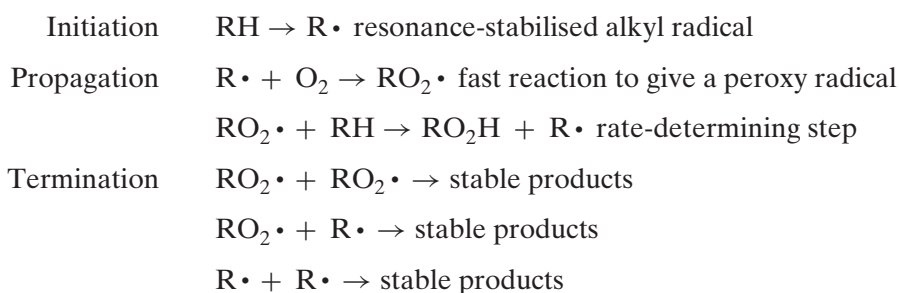 Initiation RH → R• resonance-stabilised alkyl radical
Propagation R• + O₂ → RO₂• fast reaction to give a peroxy radical
RO₂• + RH → RO₂H + R• rate-determining step
Termination RO₂• + RO₂• → stable products
RO₂• + R• → stable products
R• + R• → stable products